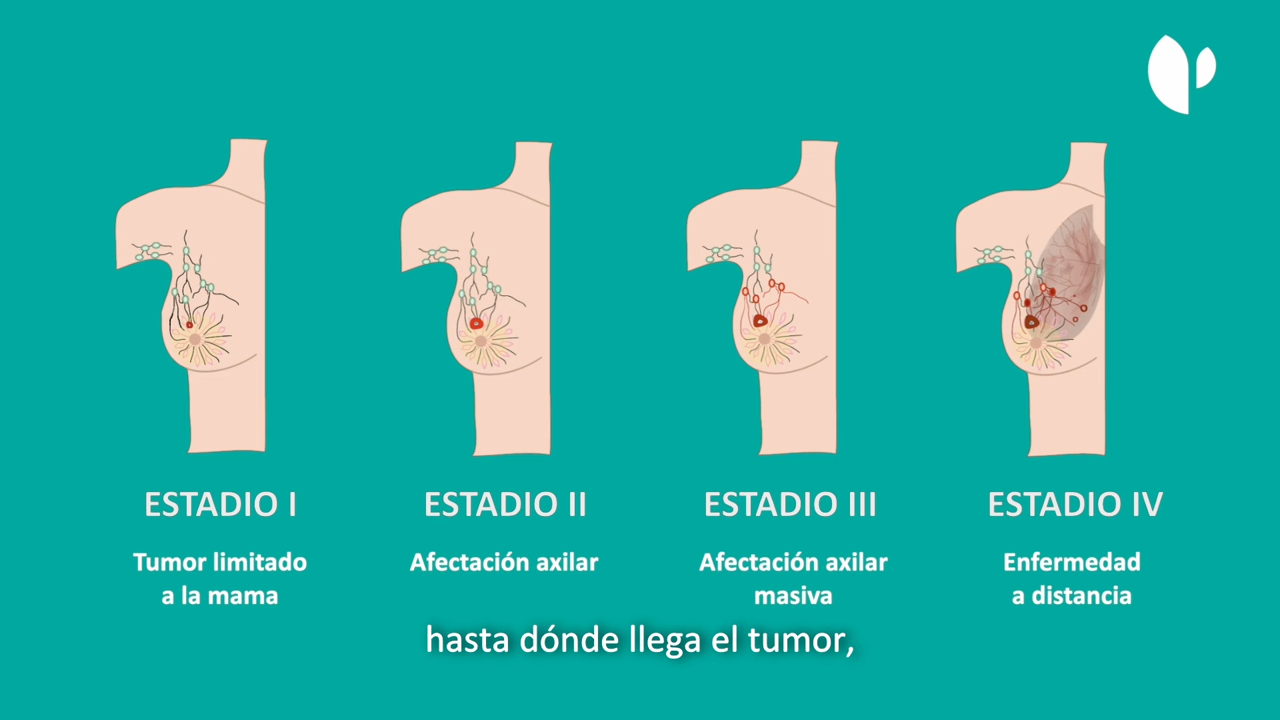 ESTADIO I
Tumor limitado
a la mama
ESTADIO II
Afectación axilar
ESTADIO III
Afectación axilar
masiva
ESTADIO IV
Enfermedad
a distancia
hasta dónde llega el tumor,